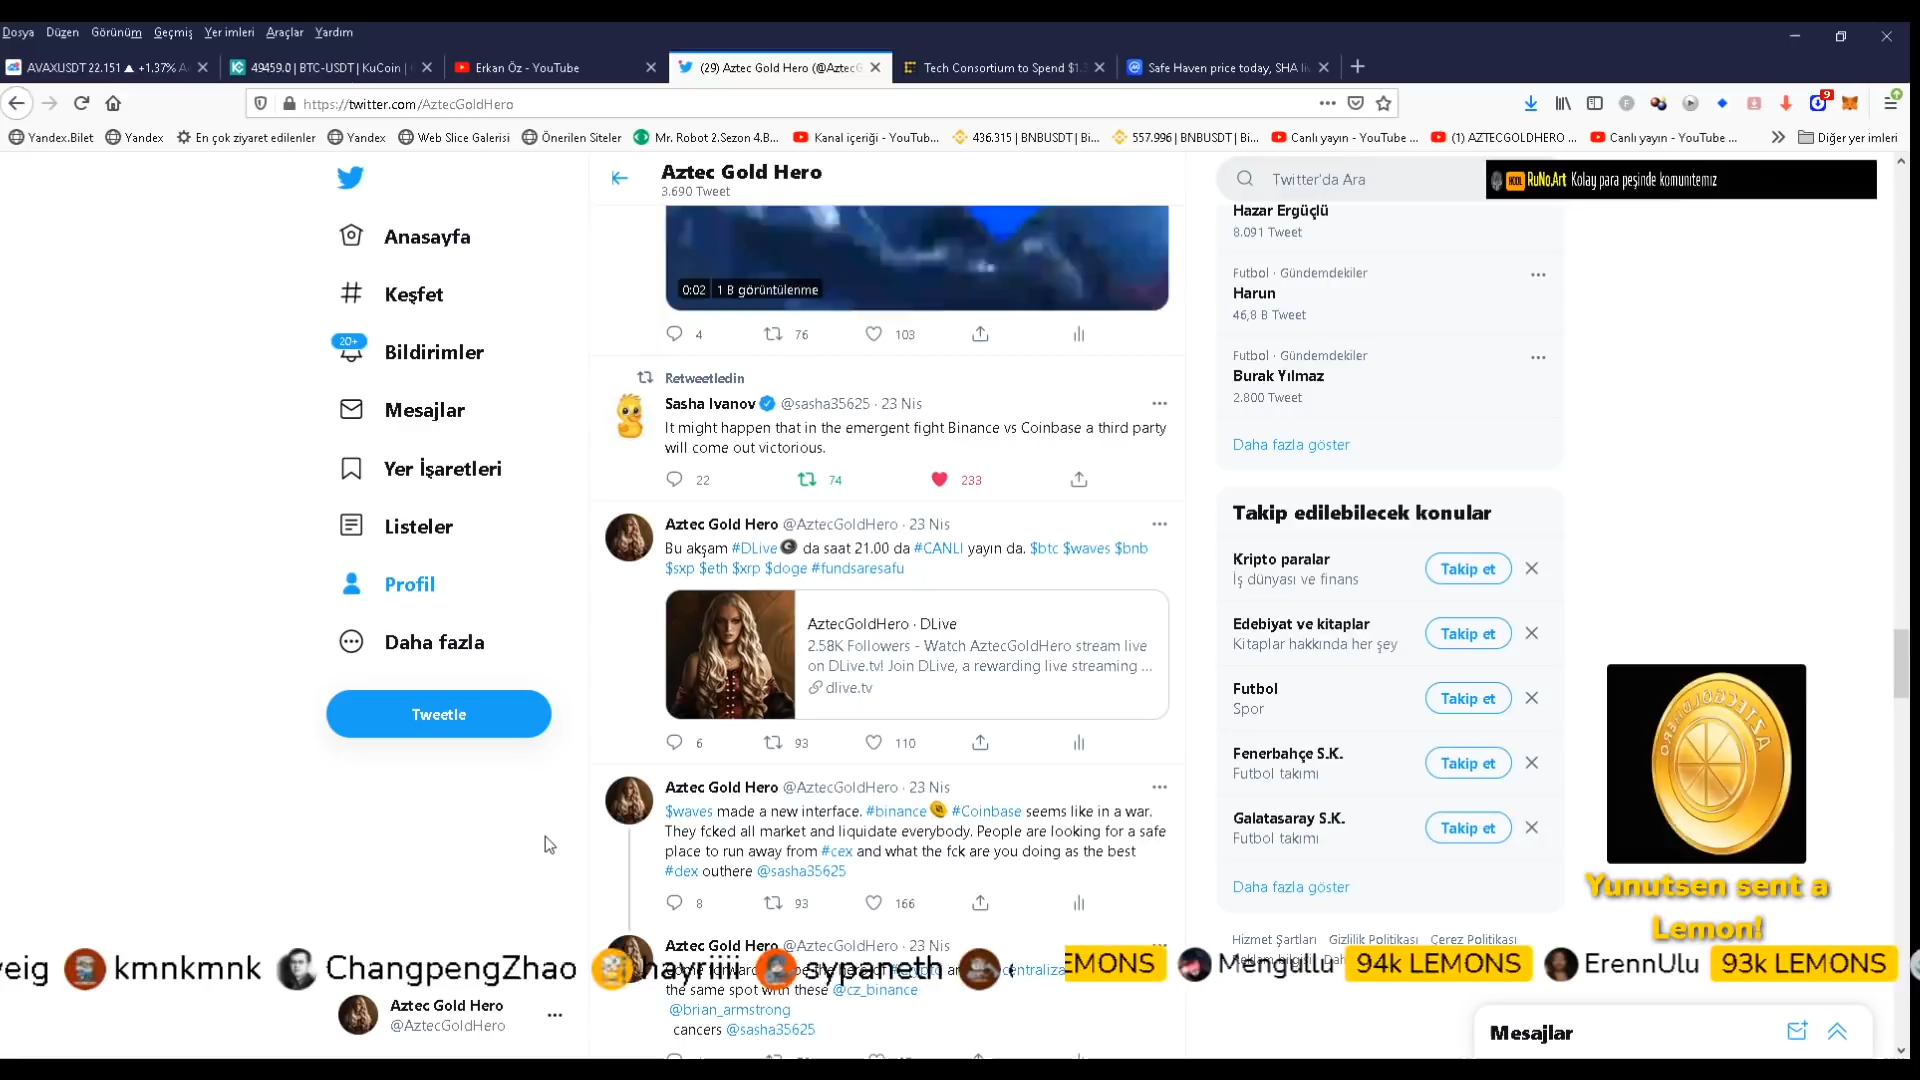 Dosya Düzen Görünüm Geçmiş Yer imleri Araçlar Yardım
AVAXUSDT 22.151 ▲ +1.37%
49459.0 | BTC-USDT | KuCoin |
Erkan Öz - YouTube
(29) Aztec Gold Hero (@AztecG
Tech Consortium to Spend $1.
Safe Haven price today, SHA li
https://twitter.com/AztecGoldHero
9
Yandex.Bilet Yandex En çok ziyaret edilenler Yandex Web Slice Galerisi Önerilen Siteler Mr. Robot 2.Sezon 4.B... Kanal içeriği - YouTub... 436.315 | BNBUSDT | Bi... 557.996 | BNBUSDT | Bi... Canlı yayın - YouTube ... (1) AZTECGOLDHERO ... Canlı yayın - YouTube ... Diğer yer imleri
Anasayfa
Keşfet
20+
Bildirimler
Mesajlar
Yer İşaretleri
Listeler
Profil
Daha fazla
Tweetle
Aztec Gold Hero
@AztecGoldHero
Aztec Gold Hero
3.690 Tweet
0:02 1 B görüntülenme
4 76 103
Retweetledin
Sasha Ivanov @sasha35625 · 23 Nis
It might happen that in the emergent fight Binance vs Coinbase a third party
will come out victorious.
22 74 233
Aztec Gold Hero @AztecGoldHero · 23 Nis
Bu akşam #DLive da saat 21.00 da #CANLI yayın da. $btc $waves $bnb
$sxp $eth $xrp $doge #fundsaresafu
AztecGoldHero · DLive
2.58K Followers - Watch AztecGoldHero stream live
on DLive.tv! Join DLive, a rewarding live streaming ...
dlive.tv
6 93 110
Aztec Gold Hero @AztecGoldHero · 23 Nis
$waves made a new interface. #binance #Coinbase seems like in a war.
They fcked all market and liquidate everybody. People are looking for a safe
place to run away from #cex and what the fck are you doing as the best
#dex outhere @sasha35625
8 93 166
Aztec Gold Hero @AztecGoldHero · 23 Nis
the same spot with these @cz_binance
@brian_armstrong
cancers @sasha35625
Twitter'da Ara
HODL RuNo.Art Kolay para peşinde komunitemiz
Hazar Ergüçlü
8.091 Tweet
Futbol · Gündemdekiler
Harun
46,8 B Tweet
Futbol · Gündemdekiler
Burak Yılmaz
2.800 Tweet
Daha fazla göster
Takip edilebilecek konular
Kripto paralar
İş dünyası ve finans
Takip et
Edebiyat ve kitaplar
Kitaplar hakkında her şey
Takip et
Futbol
Spor
Takip et
Fenerbahçe S.K.
Futbol takımı
Takip et
Galatasaray S.K.
Futbol takımı
Takip et
Daha fazla göster
Hizmet Şartları Gizlilik Politikası Çerez Politikası
AZTECGOLDHERO
Yunutsen sent a
Lemon!
veig kmnkmnk ChangpengZhao hayriiii sypaneth EMONS Mengullu 94k LEMONS ErennUlu 93k LEMONS
Mesajlar